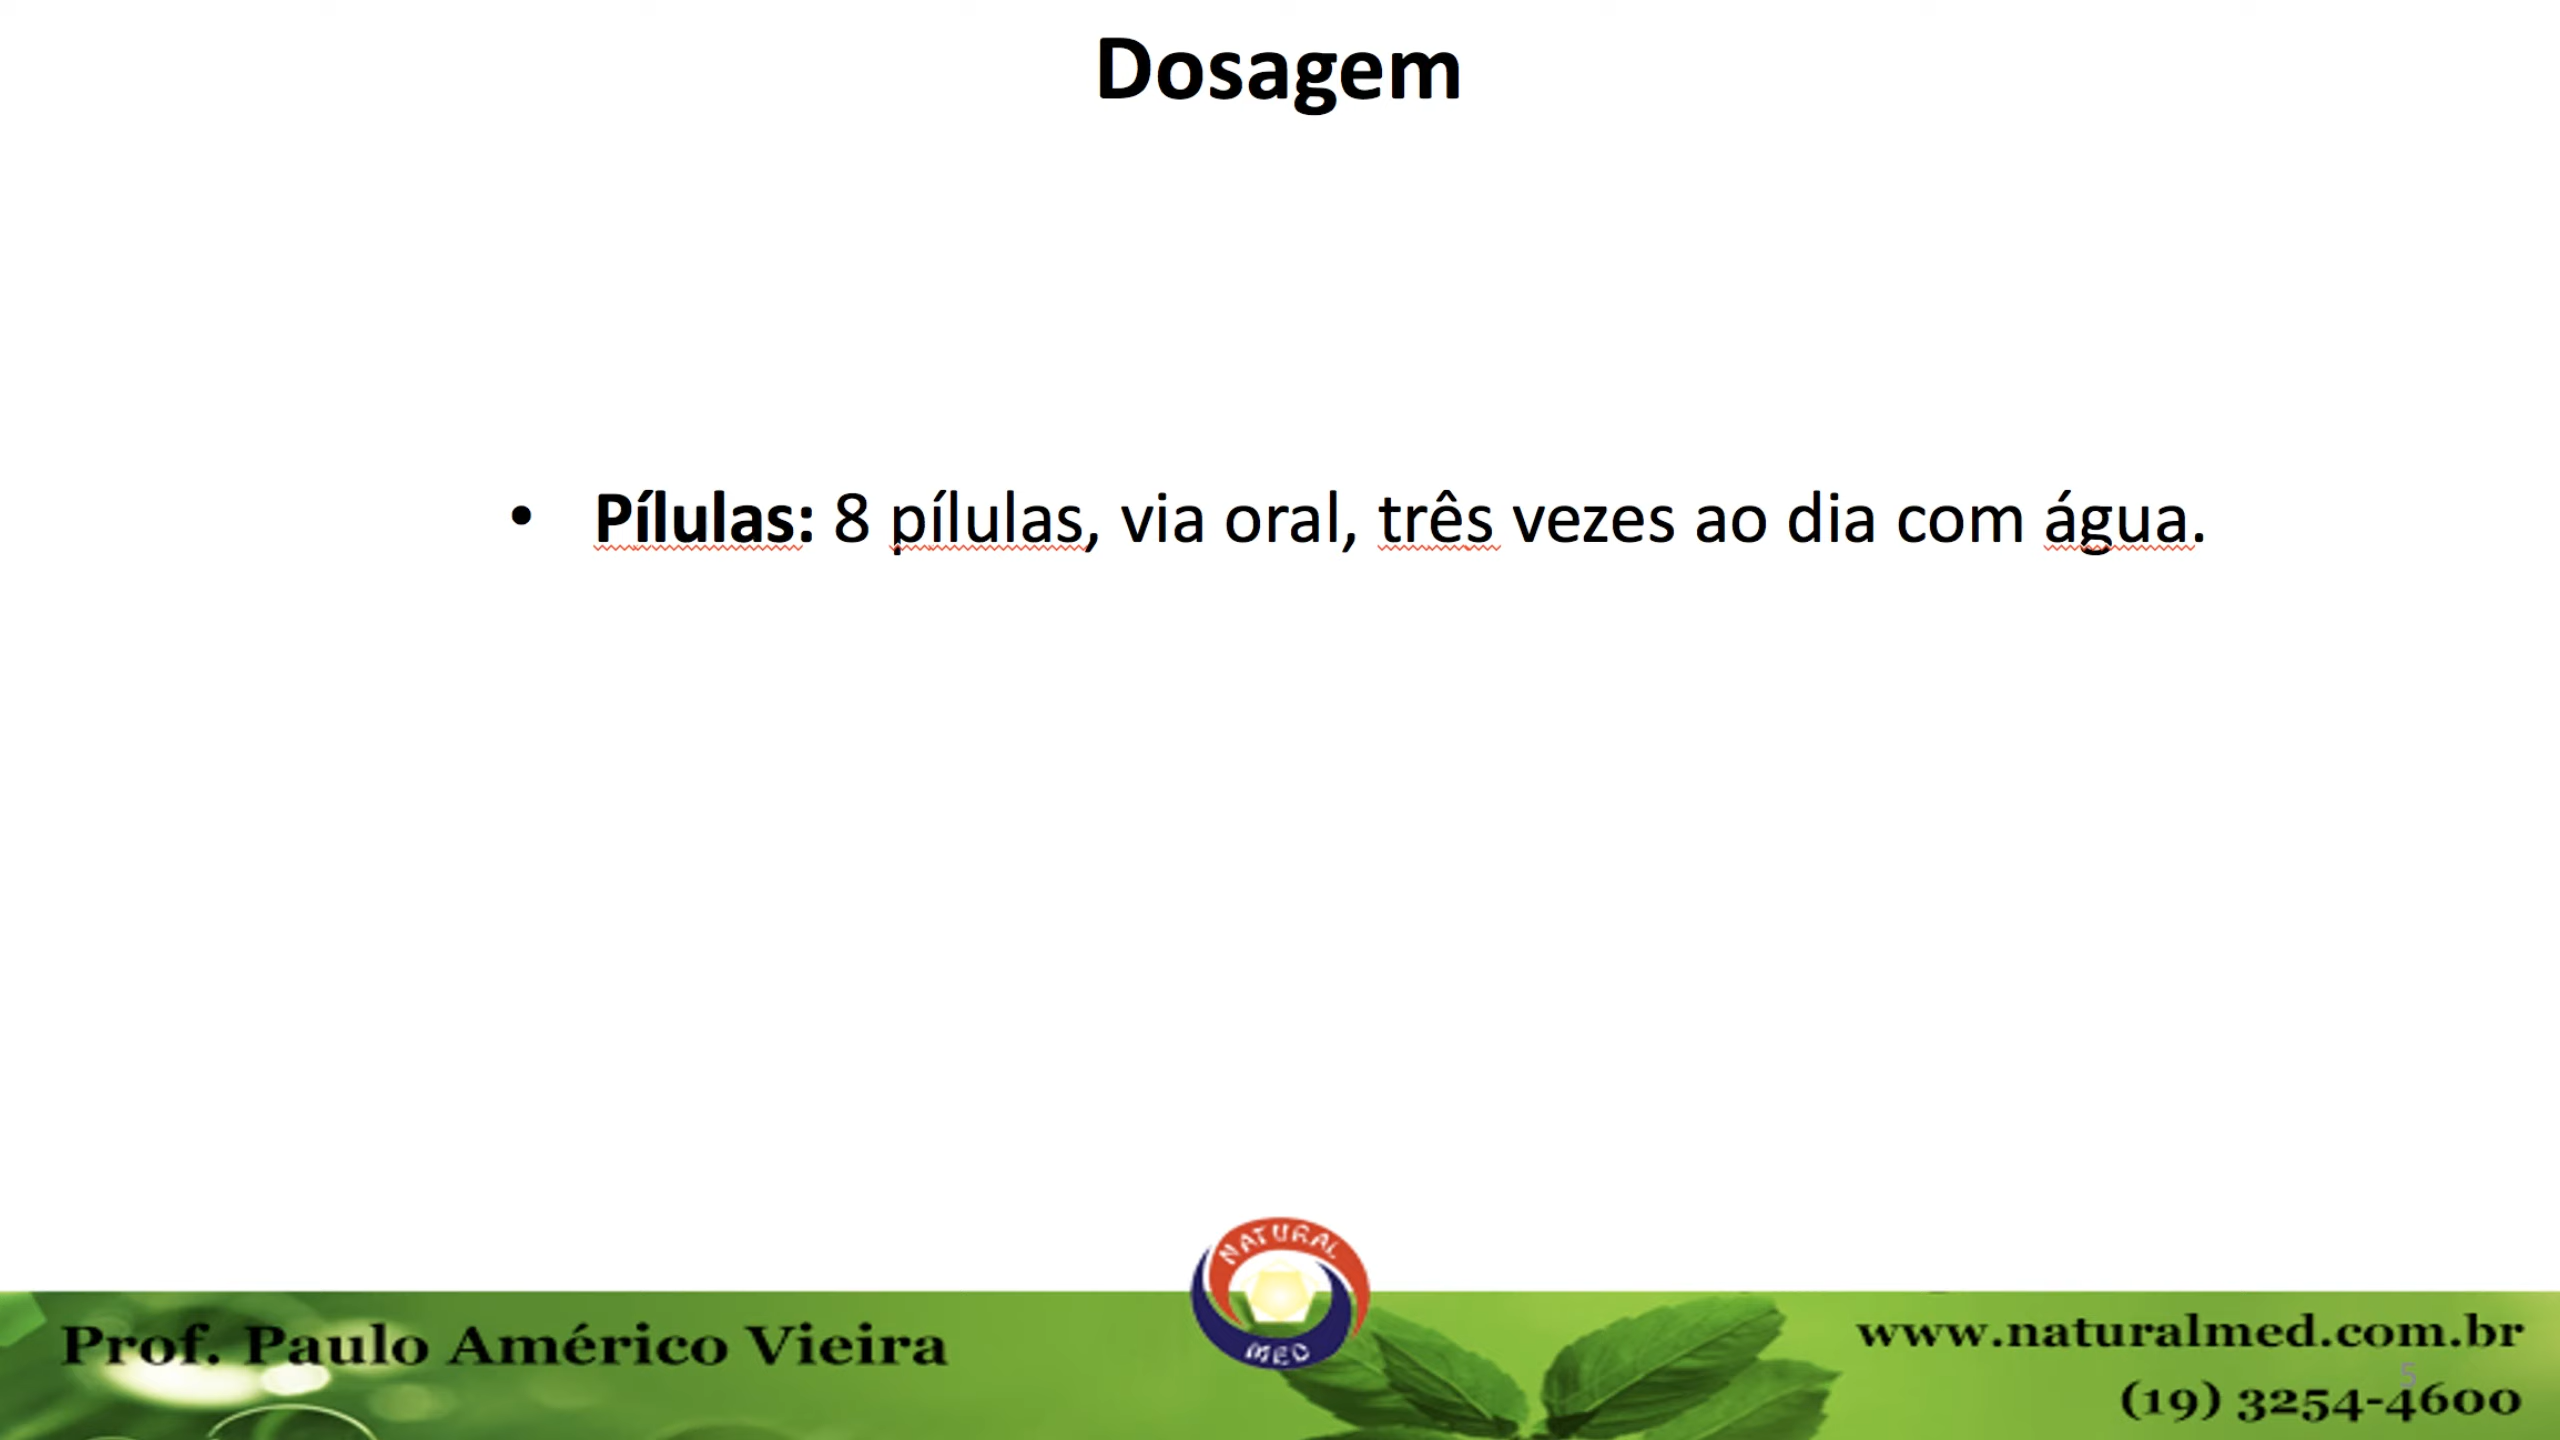 Dosagem
• Pílulas: 8 pílulas, via oral, três vezes ao dia com água.
NATURAL
MED
Prof. Paulo Américo Vieira
www.naturalmed.com.br
5
(19) 3254-4600